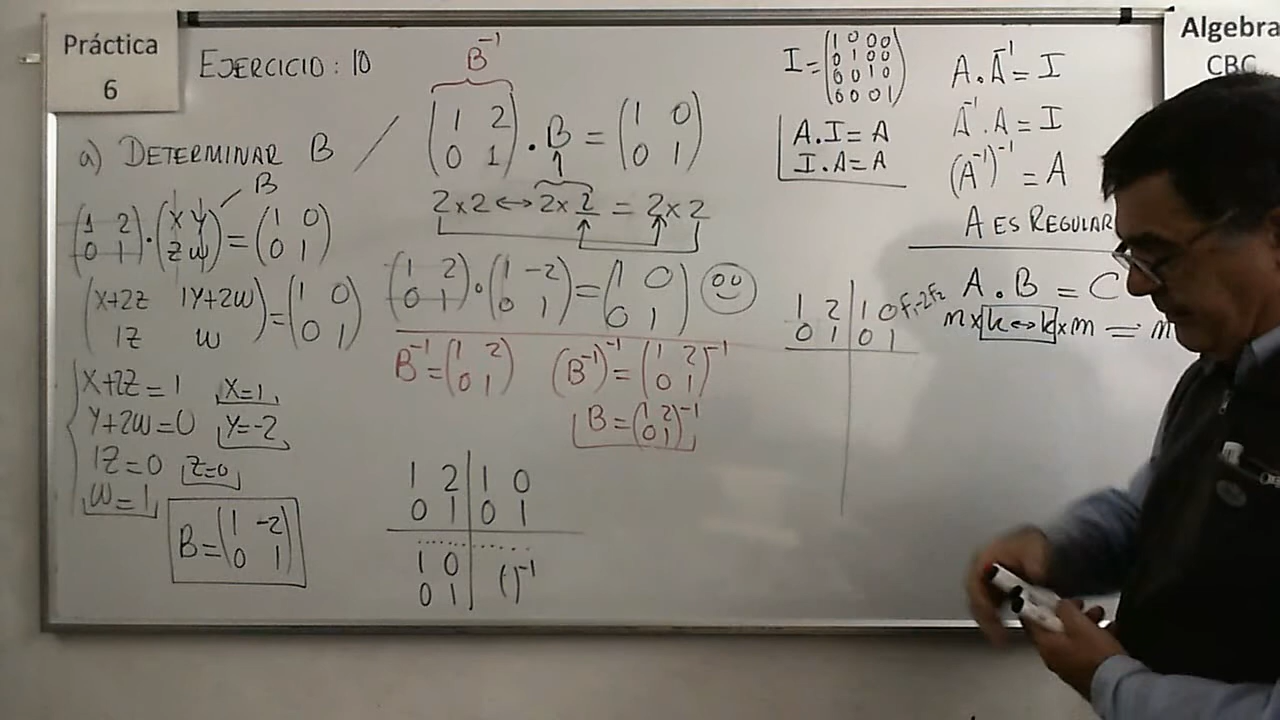 Práctica
6
EJERCICIO: 10
a) DETERMINAR B /
B⁻¹
(1 2
0 1) . B = (1 0
0 1)
2x2 ↔ 2x2 = 2x2
B
(1 2
0 1) · (x y
z w) = (1 0
0 1)
(x+2z 1y+2w
1z w) = (1 0
0 1)
x+2z=1 x=1
y+2w=0 y=-2
1z=0 z=0
w=1
B=(1 -2
0 1)
(1 2
0 1) · (1 -2
0 1) = (1 0
0 1)
B⁻¹=(1 2
0 1)
(B⁻¹)⁻¹=(1 2
0 1)⁻¹
B=(1 2
0 1)⁻¹
1 2 | 1 0
0 1 | 0 1
1 0 |
0 1 | ( )⁻¹
I=(1 0 0 0
0 1 0 0
0 0 1 0
0 0 0 1)
A.I=A
I.A=A
A.A⁻¹=I
A⁻¹.A=I
(A⁻¹)⁻¹=A
A ES REGULAR
1 2 | 1 0 f₁-2f₂
0 1 | 0 1
A.B=C
m x k↔k x m = m
Algebra
CBC